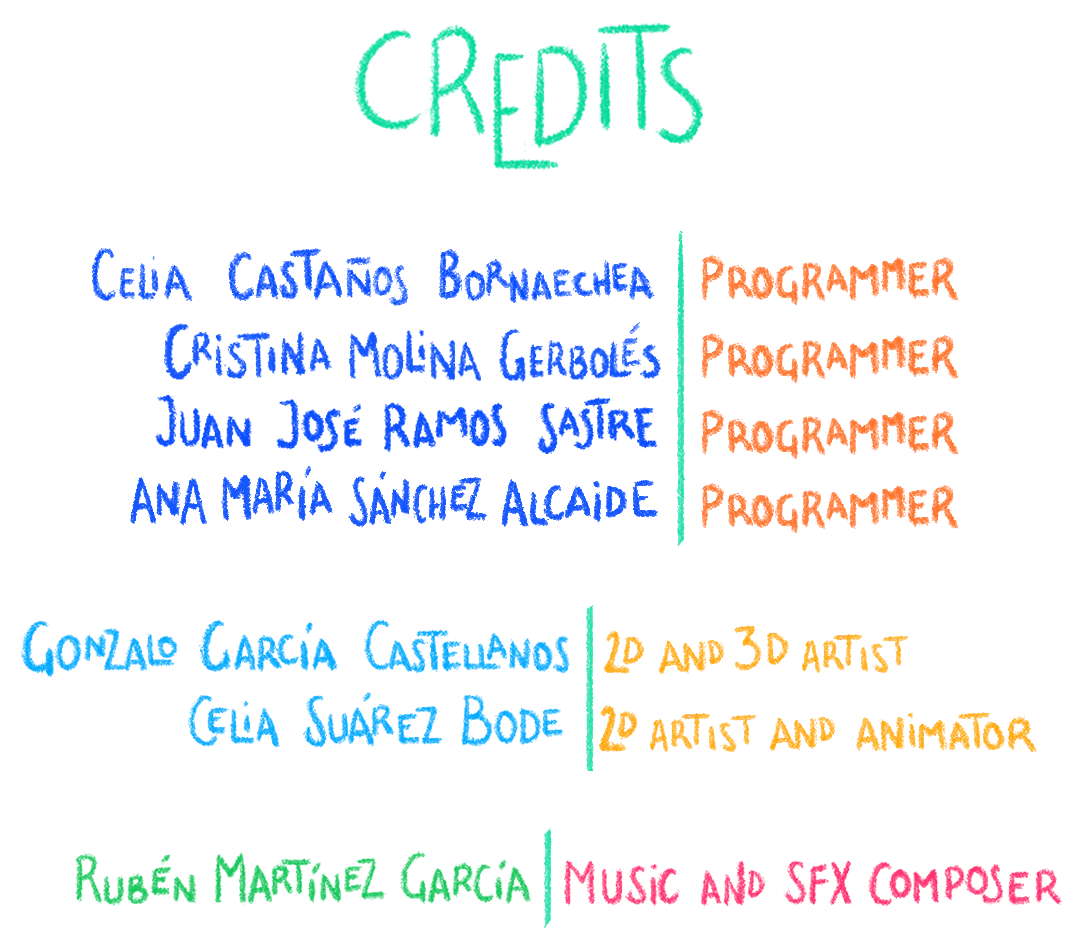 CREDITS
CELIA CASTAÑOS BORNAECHEA PROGRAMMER
CRISTINA MOLINA GERBOLÉS PROGRAMMER
JUAN JOSÉ RAMOS SASTRE PROGRAMMER
ANA MARÍA SÁNCHEZ ALCAIDE PROGRAMMER
GONZALO GARCÍA CASTELLANOS 2D AND 3D ARTIST
CELIA SUÁREZ BODE 2D ARTIST AND ANIMATOR
RUBÉN MARTÍNEZ GARCÍA MUSIC AND SFX COMPOSER